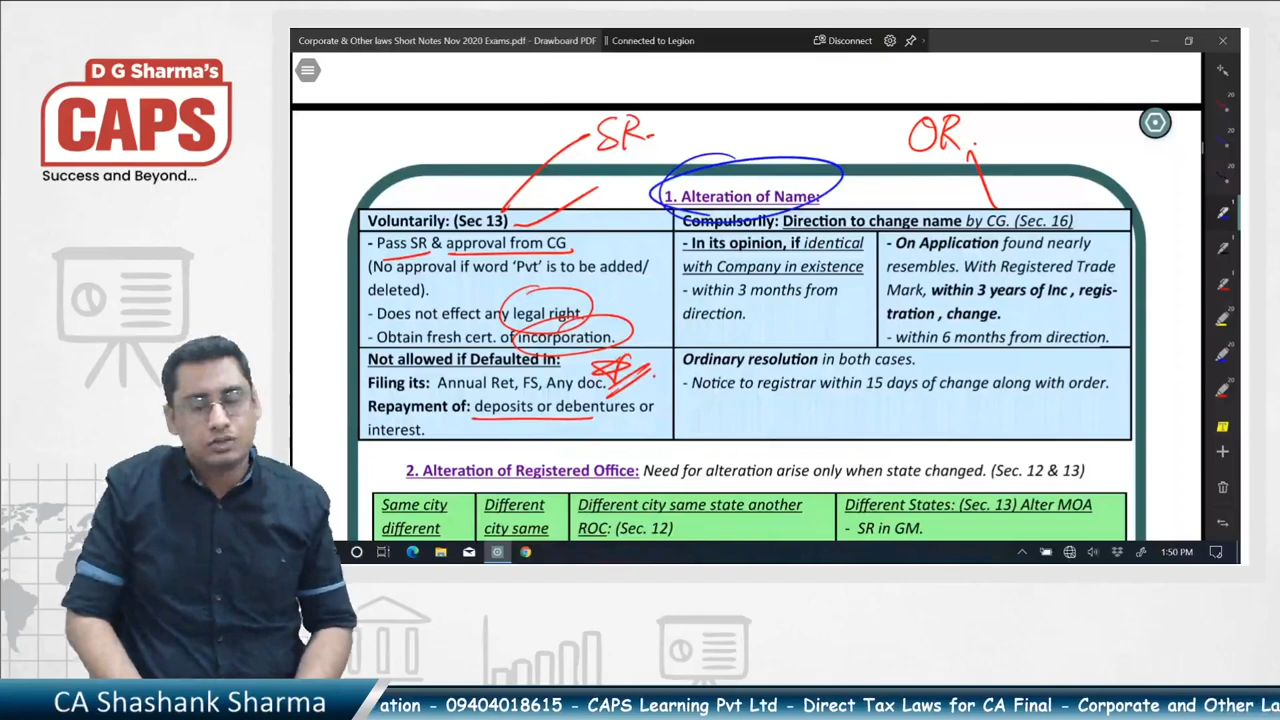 D G Sharma's
CAPS
Success and Beyond...
Corporate & Other laws Short Notes Nov 2020 Exams.pdf - Drawboard PDF
Connected to Legion
Disconnect
SR.
OR.
1. Alteration of Name:
Voluntarily: (Sec 13)
- Pass SR & approval from CG
(No approval if word 'Pvt' is to be added/
deleted).
- Does not effect any legal right.
- Obtain fresh cert. of incorporation.
Compulsorily: Direction to change name by CG. (Sec. 16)
- In its opinion, if identical
with Company in existence
- within 3 months from
direction.
- On Application found nearly
resembles. With Registered Trade
Mark, within 3 years of Inc , regis-
tration , change.
- within 6 months from direction.
Not allowed if Defaulted in:
Filing its: Annual Ret, FS, Any doc.
Repayment of: deposits or debentures or
interest.
Ordinary resolution in both cases.
- Notice to registrar within 15 days of change along with order.
2. Alteration of Registered Office: Need for alteration arise only when state changed. (Sec. 12 & 13)
Same city
different
Different
city same
Different city same state another
ROC: (Sec. 12)
Different States: (Sec. 13) Alter MOA
- SR in GM.
20
20
20
20
20
20
20
20
20
20
1:50 PM
CA Shashank Sharma
ation - 09404018615 - CAPS Learning Pvt Ltd - Direct Tax Laws for CA Final - Corporate and Other La